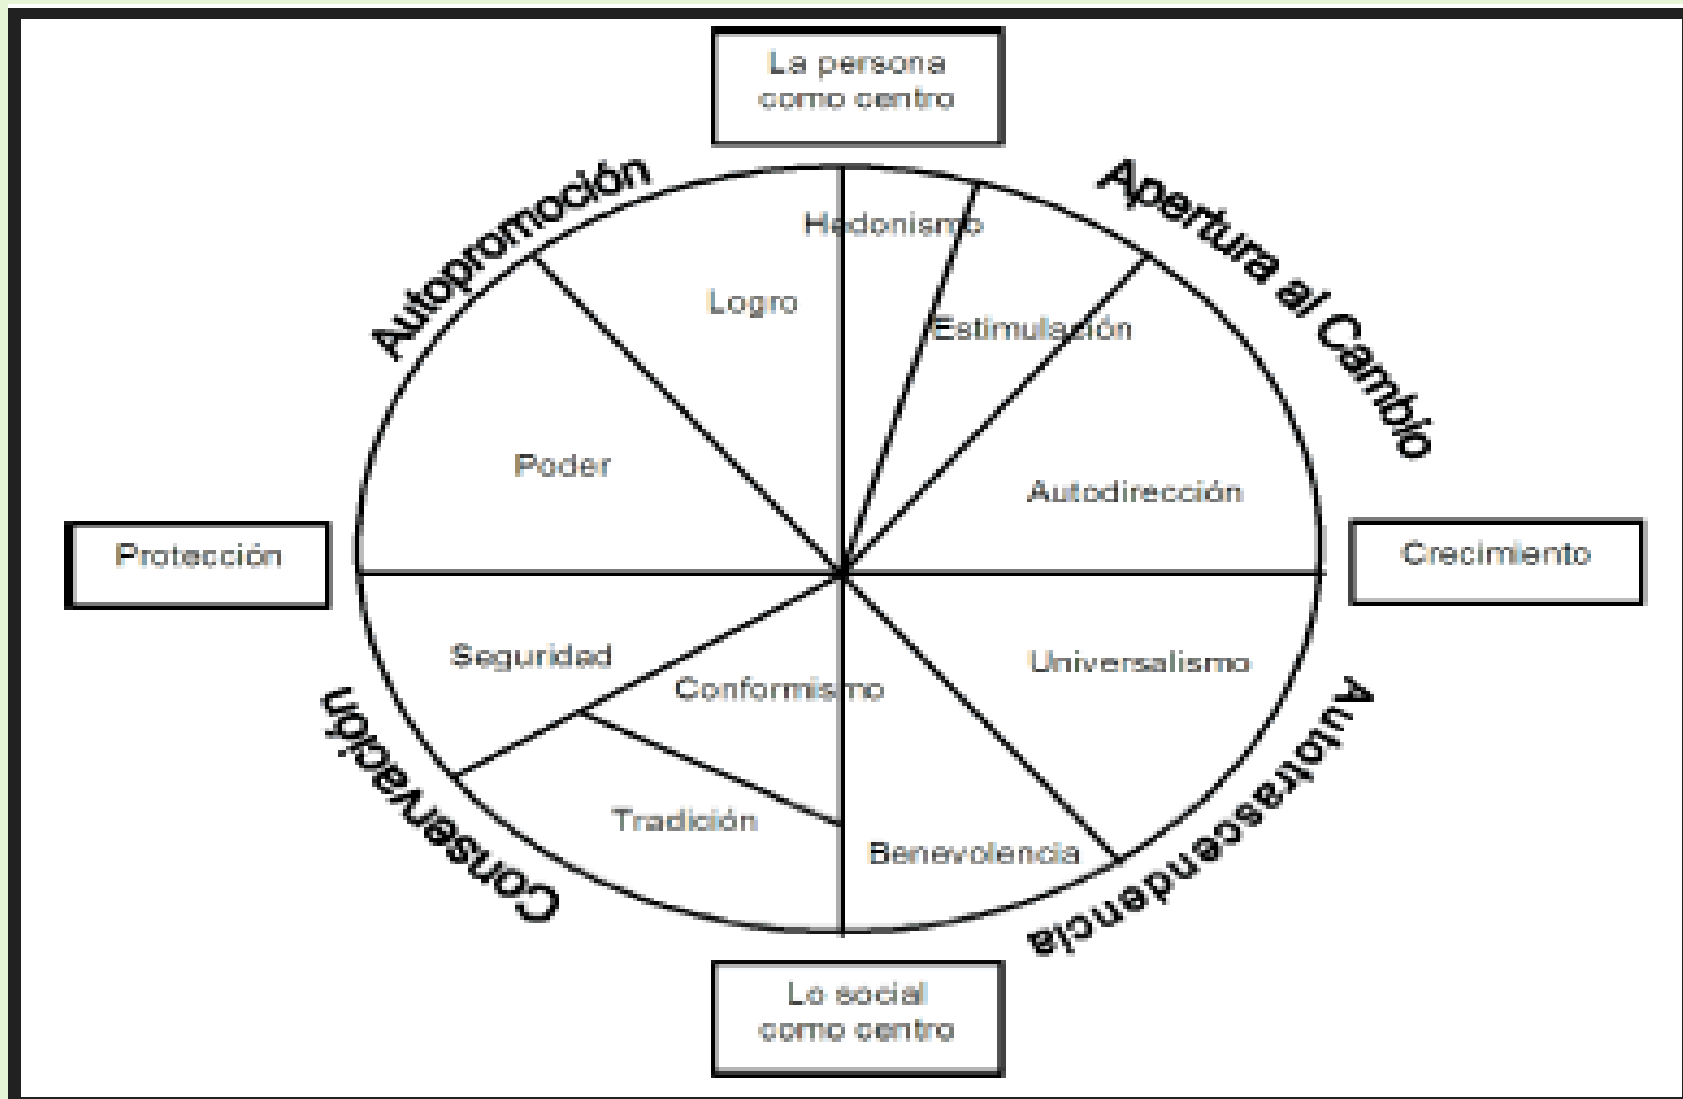 La persona
como centro
Autopromoción
Apertura al Cambio
Hedonismo
Logro
Estimulación
Poder
Autodirección
Protección
Crecimiento
Seguridad
Universalismo
Conformismo
Tradición
Benevolencia
Conservación
Autotrascendencia
Lo social
como centro